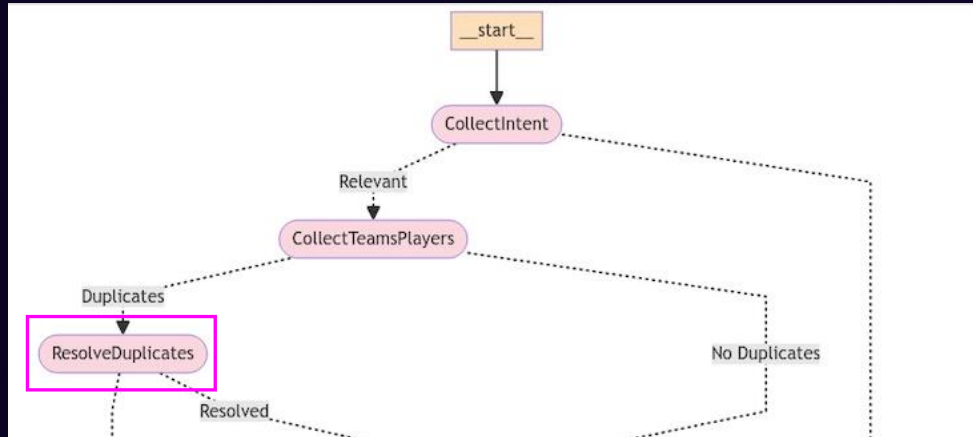 __start__
CollectIntent
Relevant
CollectTeamsPlayers
Duplicates
ResolveDuplicates
No Duplicates
Resolved